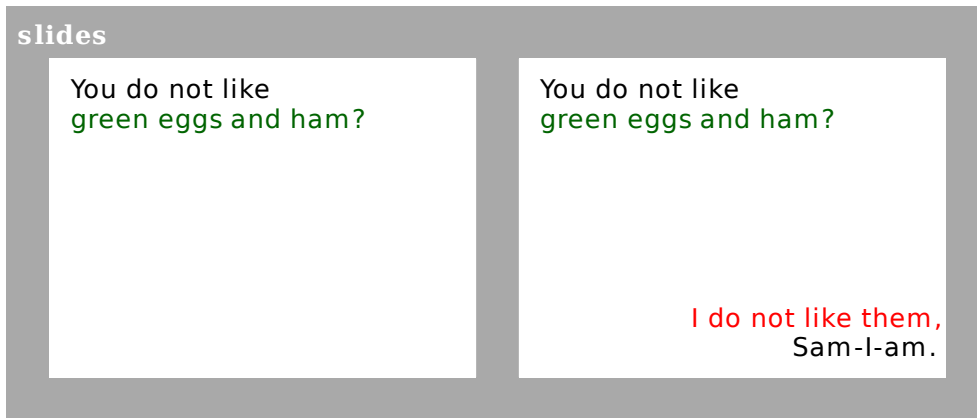 slides
You do not like
green eggs and ham?
You do not like
green eggs and ham?
I do not like them,
Sam-I-am.